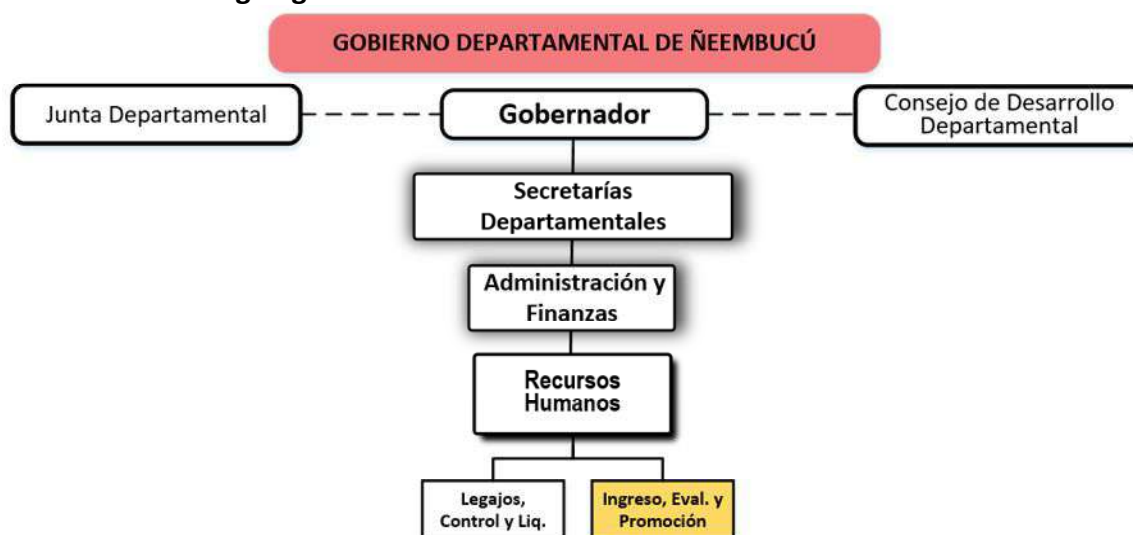 GOBIERNO DEPARTAMENTAL DE ÑEEMBUCÚ
Junta Departamental
Gobernador
Consejo de Desarrollo
Departamental
Secretarías
Departamentales
Administración y
Finanzas
Recursos
Humanos
Legajos,
Control y Liq.
Ingreso, Eval. y
Promoción